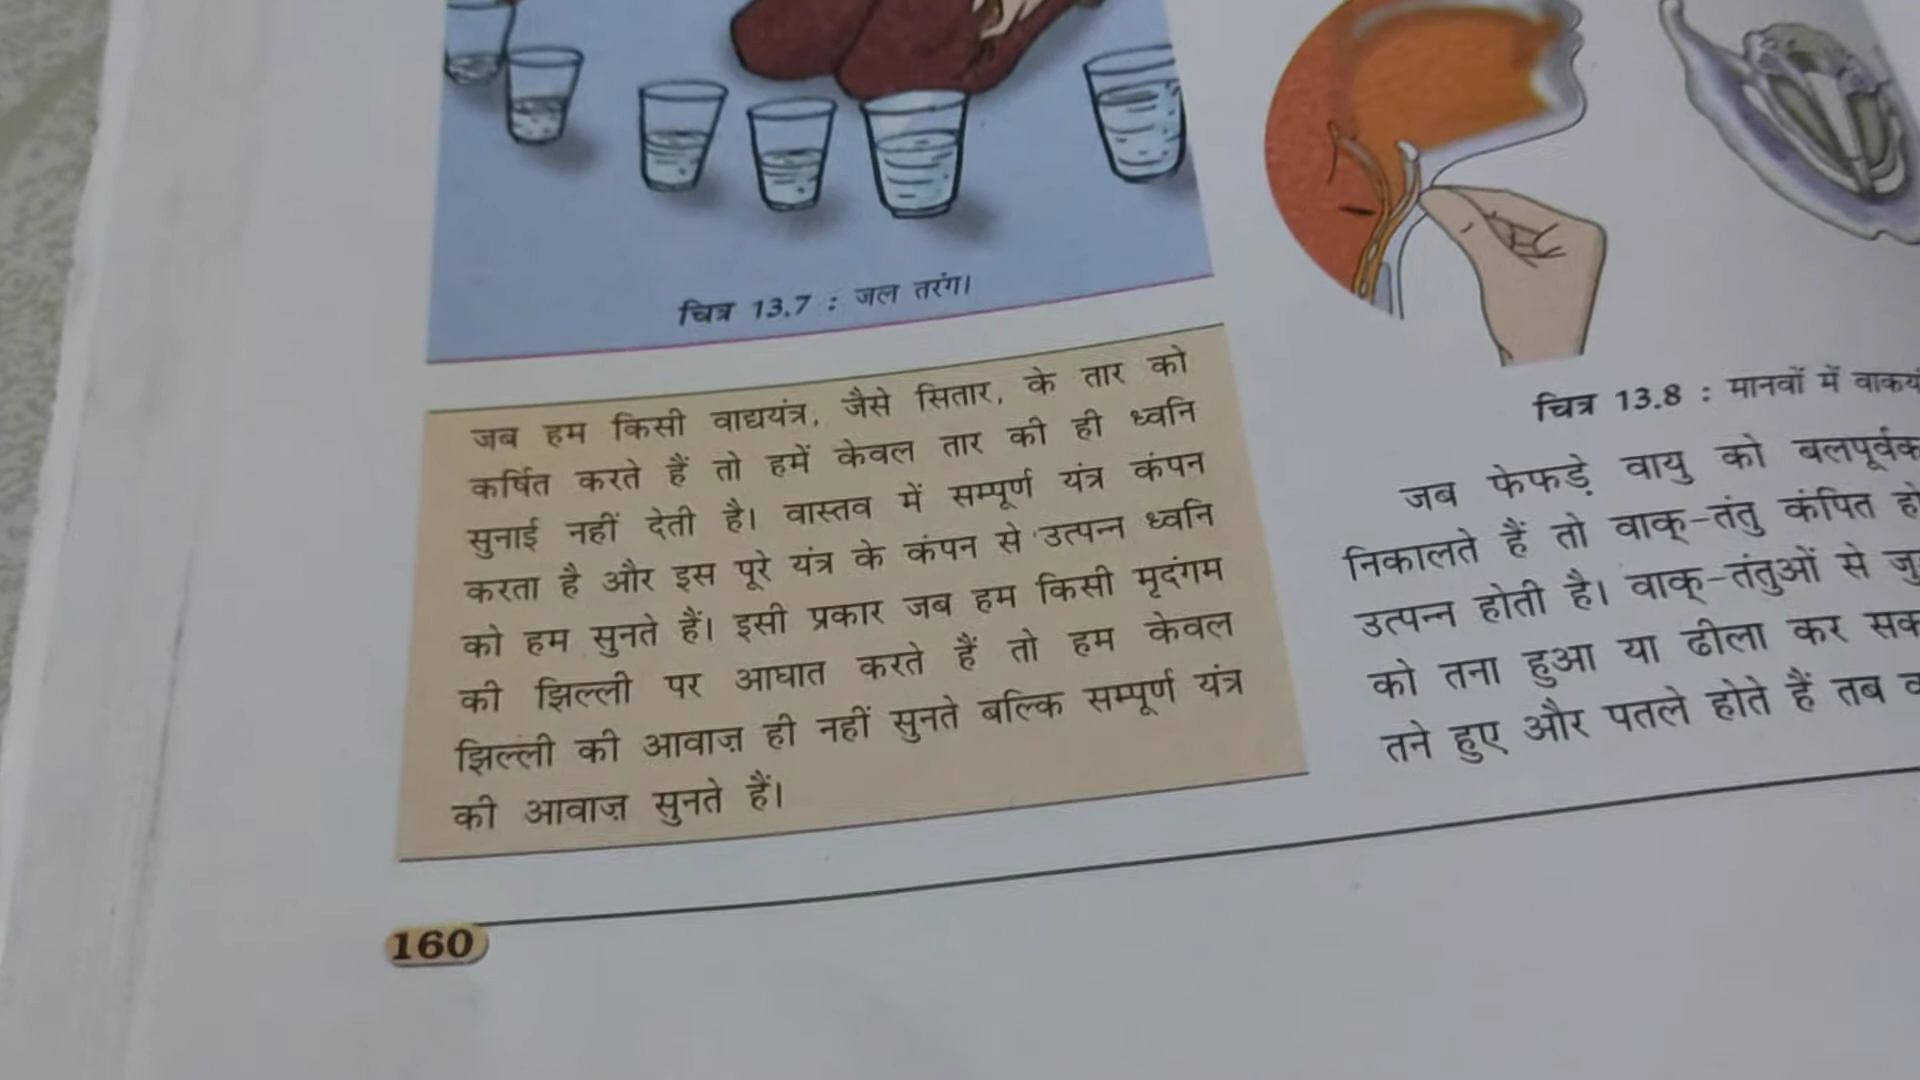 चित्र 13.7 : जल तरंग।
जब हम किसी वाद्ययंत्र, जैसे सितार, के तार को
कर्षित करते हैं तो हमें केवल तार की ही ध्वनि
सुनाई नहीं देती है। वास्तव में सम्पूर्ण यंत्र कंपन
करता है और इस पूरे यंत्र के कंपन से उत्पन्न ध्वनि
को हम सुनते हैं। इसी प्रकार जब हम किसी मृदंगम
की झिल्ली पर आघात करते हैं तो हम केवल
झिल्ली की आवाज़ ही नहीं सुनते बल्कि सम्पूर्ण यंत्र
की आवाज़ सुनते हैं।
160
चित्र 13.8 : मानवों में
जब फेफड़े वायु को बलपूर्वक
निकालते हैं तो वाक्-तंतु कंपित
उत्पन्न होती है। वाक्-तंतुओं से
को तना हुआ या ढीला कर
तने हुए और पतले होते हैं तब